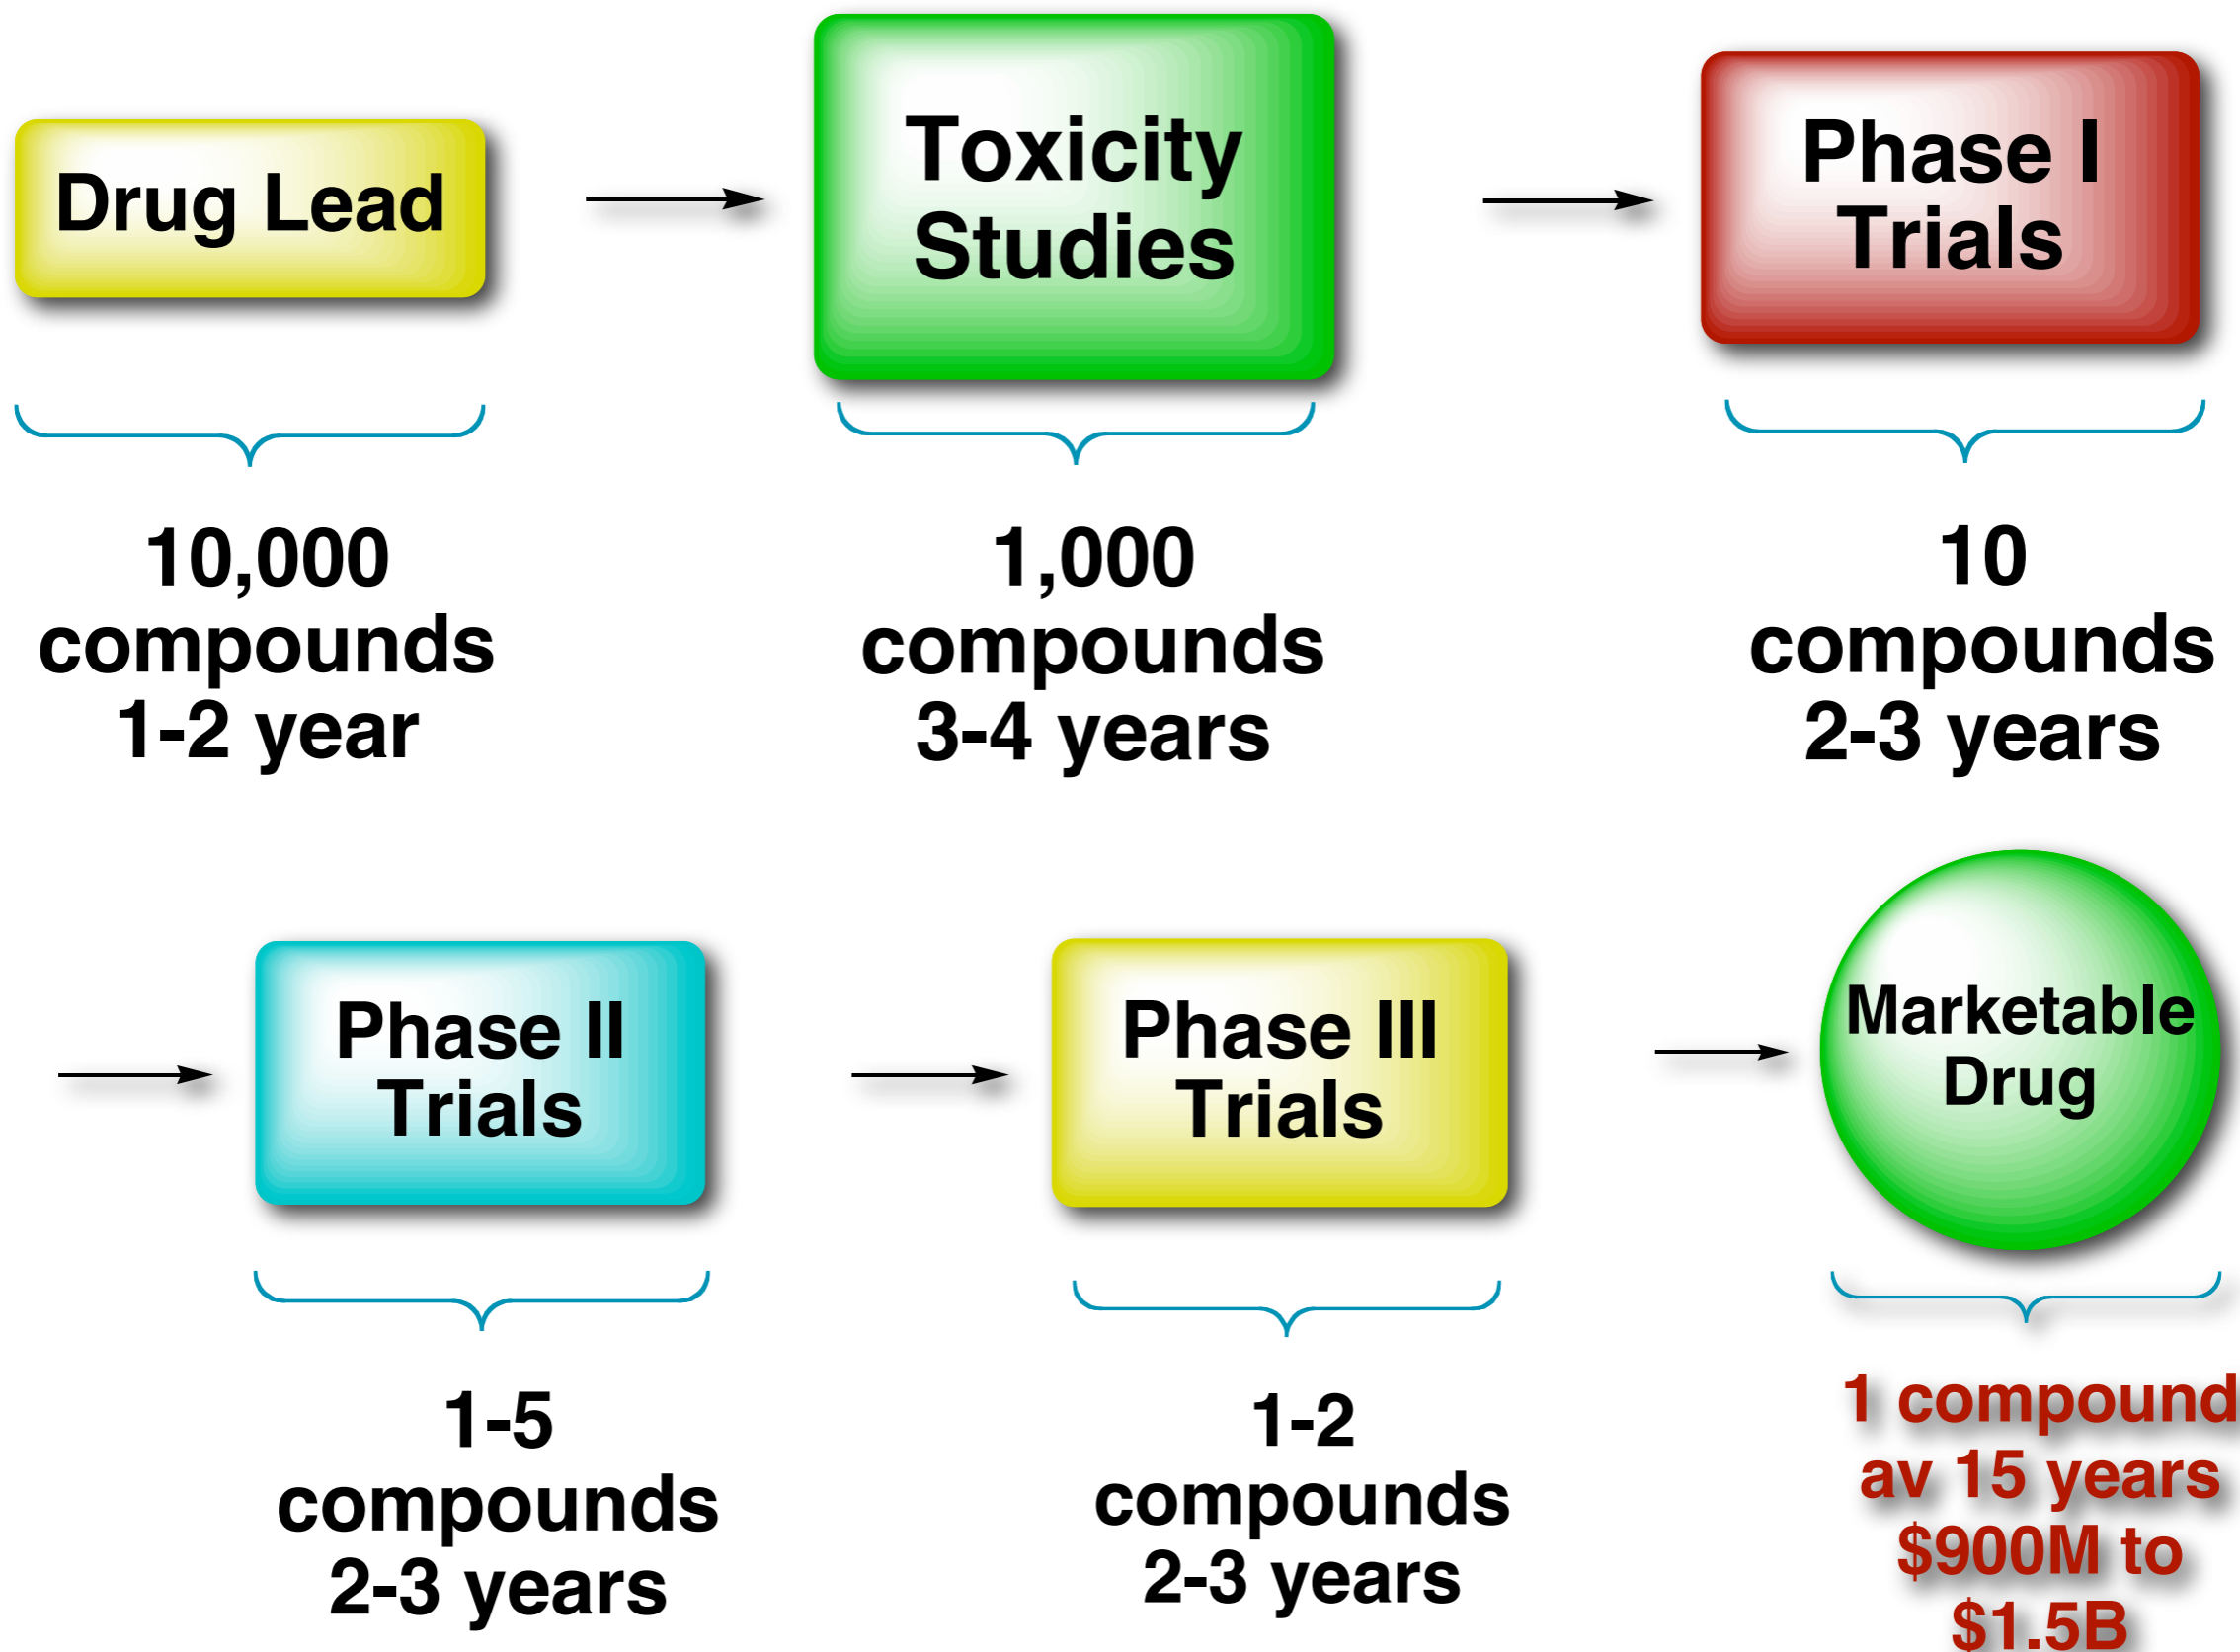 Drug Lead
Toxicity
Studies
Phase I
Trials
10,000
compounds
1-2 year
1,000
compounds
3-4 years
10
compounds
2-3 years
Phase II
Trials
Phase III
Trials
Marketable
Drug
1-5
compounds
2-3 years
1-2
compounds
2-3 years
1 compound
av 15 years
$900M to
$1.5B